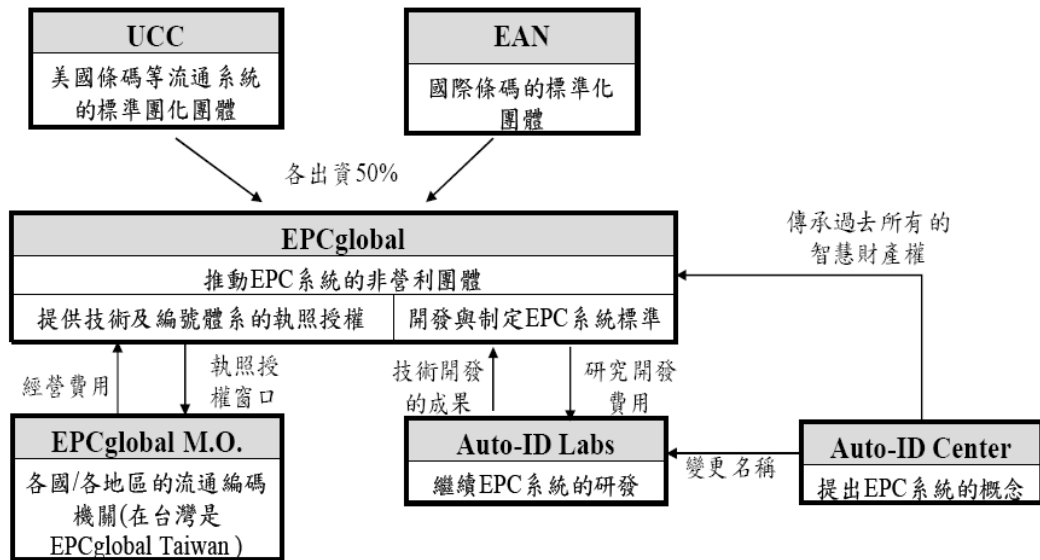 UCC
美國條碼等流通系統
的標準團化團體
EAN
國際條碼的標準化
團體
各出資50%
EPCglobal
推動EPC系統的非營利團體
提供技術及編號體系的執照授權
開發與制定EPC系統標準
傳承過去所有的
智慧財產權
經營費用
執照授
權窗口
技術開發
的成果
研究開發
費用
EPCglobal M.O.
各國/各地區的流通編碼
機關(在台灣是
EPCglobal Taiwan )
Auto-ID Labs
繼續EPC系統的研發
變更名稱
Auto-ID Center
提出EPC系統的概念